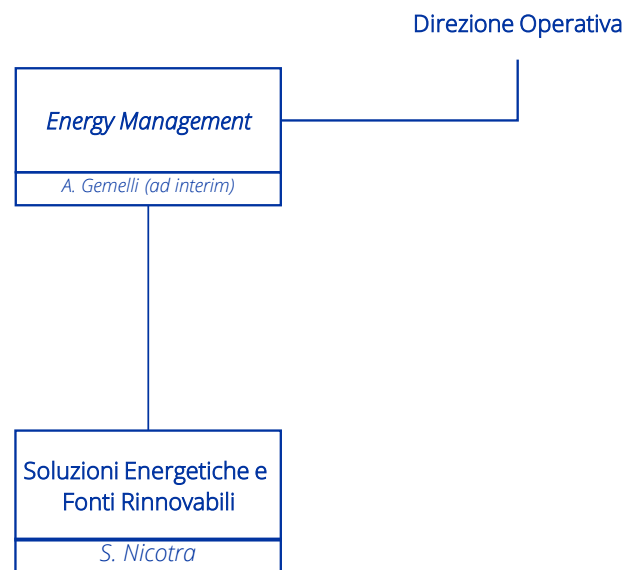 Direzione Operativa
Energy Management
A. Gemelli (ad interim)
Soluzioni Energetiche e
Fonti Rinnovabili
S. Nicotra